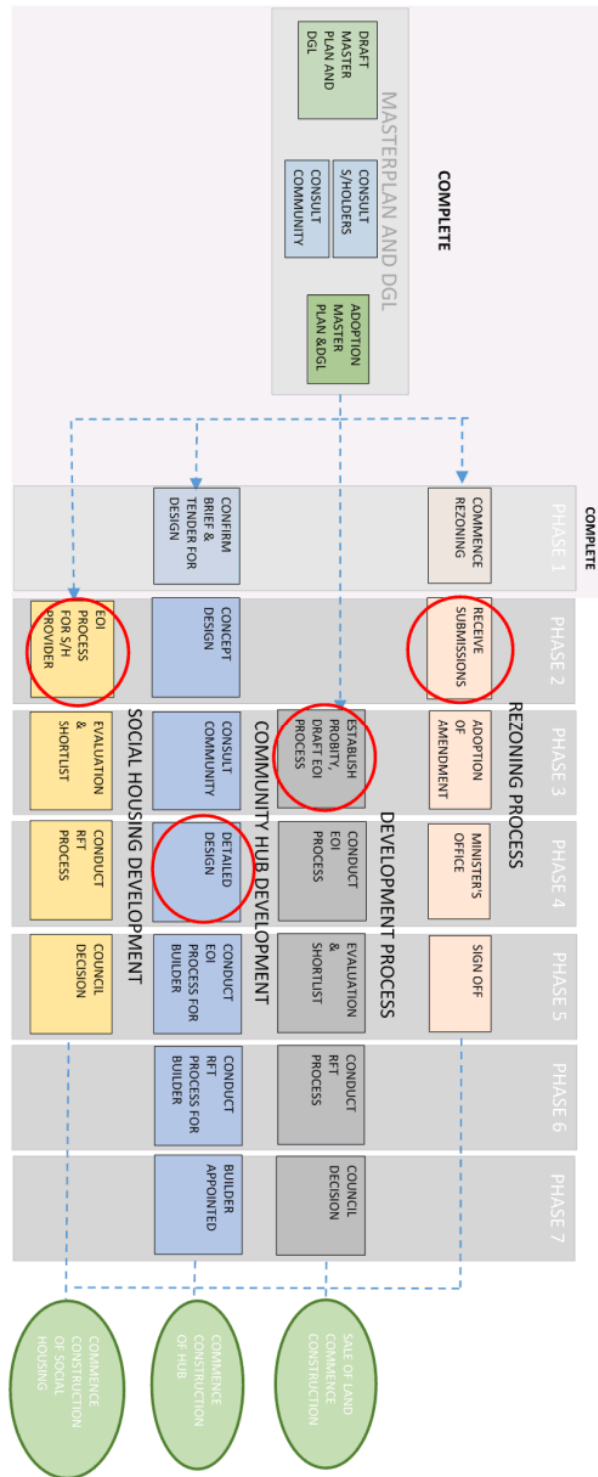 COMPLETE
PHASE 1
PHASE 2
PHASE 3
PHASE 4
PHASE 5
PHASE 6
PHASE 7
COMPLETE
MASTERPLAN AND DGL
DRAFT
MASTER
PLAN AND
DGL
CONSULT
S/HOLDERS
CONSULT
COMMUNITY
ADOPTION
MASTER
PLAN &DGL
REZONING PROCESS
COMMENCE
REZONING
RECEIVE
SUBMISSIONS
ADOPTION
OF
AMENDMENT
MINISTER'S
OFFICE
SIGN OFF
DEVELOPMENT PROCESS
ESTABLISH
PROBITY,
DRAFT EOI
PROCESS
CONDUCT
EOI
PROCESS
EVALUATION
&
SHORTLIST
CONDUCT
RFT
PROCESS
COUNCIL
DECISION
SALE OF LAND
COMMENCE
CONSTRUCTION
COMMUNITY HUB DEVELOPMENT
CONFIRM
BRIEF &
TENDER FOR
DESIGN
CONCEPT
DESIGN
CONSULT
COMMUNITY
DETAILED
DESIGN
CONDUCT
EOI
PROCESS FOR
BUILDER
CONDUCT
RFT
PROCESS FOR
BUILDER
BUILDER
APPOINTED
COMMENCE
CONSTRUCTION
OF HUB
SOCIAL HOUSING DEVELOPMENT
EOI
PROCESS
FOR S/H
PROVIDER
EVALUATION
&
SHORTLIST
CONDUCT
RFT
PROCESS
COUNCIL
DECISION
COMMENCE
CONSTRUCTION
OF SOCIAL
HOUSING